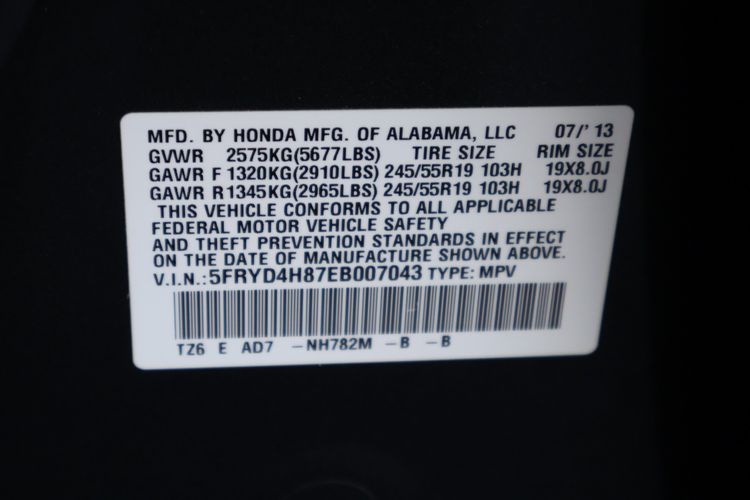 MFD. BY HONDA MFG. OF ALABAMA, LLC 07/'13
GVWR 2575KG(5677LBS) TIRE SIZE RIM SIZE
GAWR F 1320KG(2910LBS) 245/55R19 103H 19X8.0J
GAWR R 1345KG(2965LBS) 245/55R19 103H 19X8.0J
THIS VEHICLE CONFORMS TO ALL APPLICABLE
FEDERAL MOTOR VEHICLE SAFETY
AND THEFT PREVENTION STANDARDS IN EFFECT
ON THE DATE OF MANUFACTURE SHOWN ABOVE.
V.I.N.:5FRYD4H87EB007043 TYPE: MPV
TZ6 E AD7 -NH782M -B -B